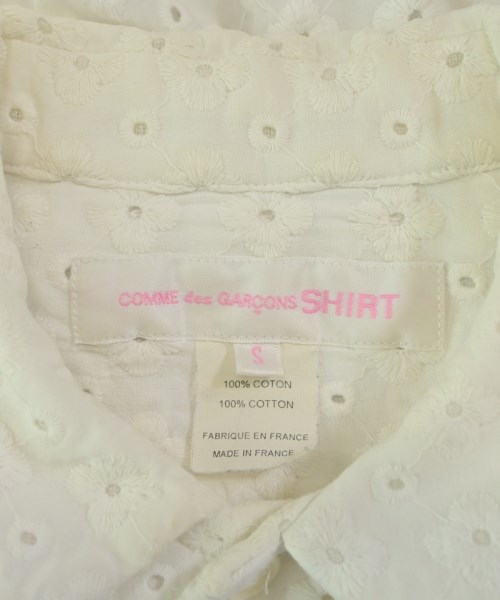 COMME des GARÇONS SHIRT
S
100% COTON
100% COTTON
FABRIQUE EN FRANCE
MADE IN FRANCE